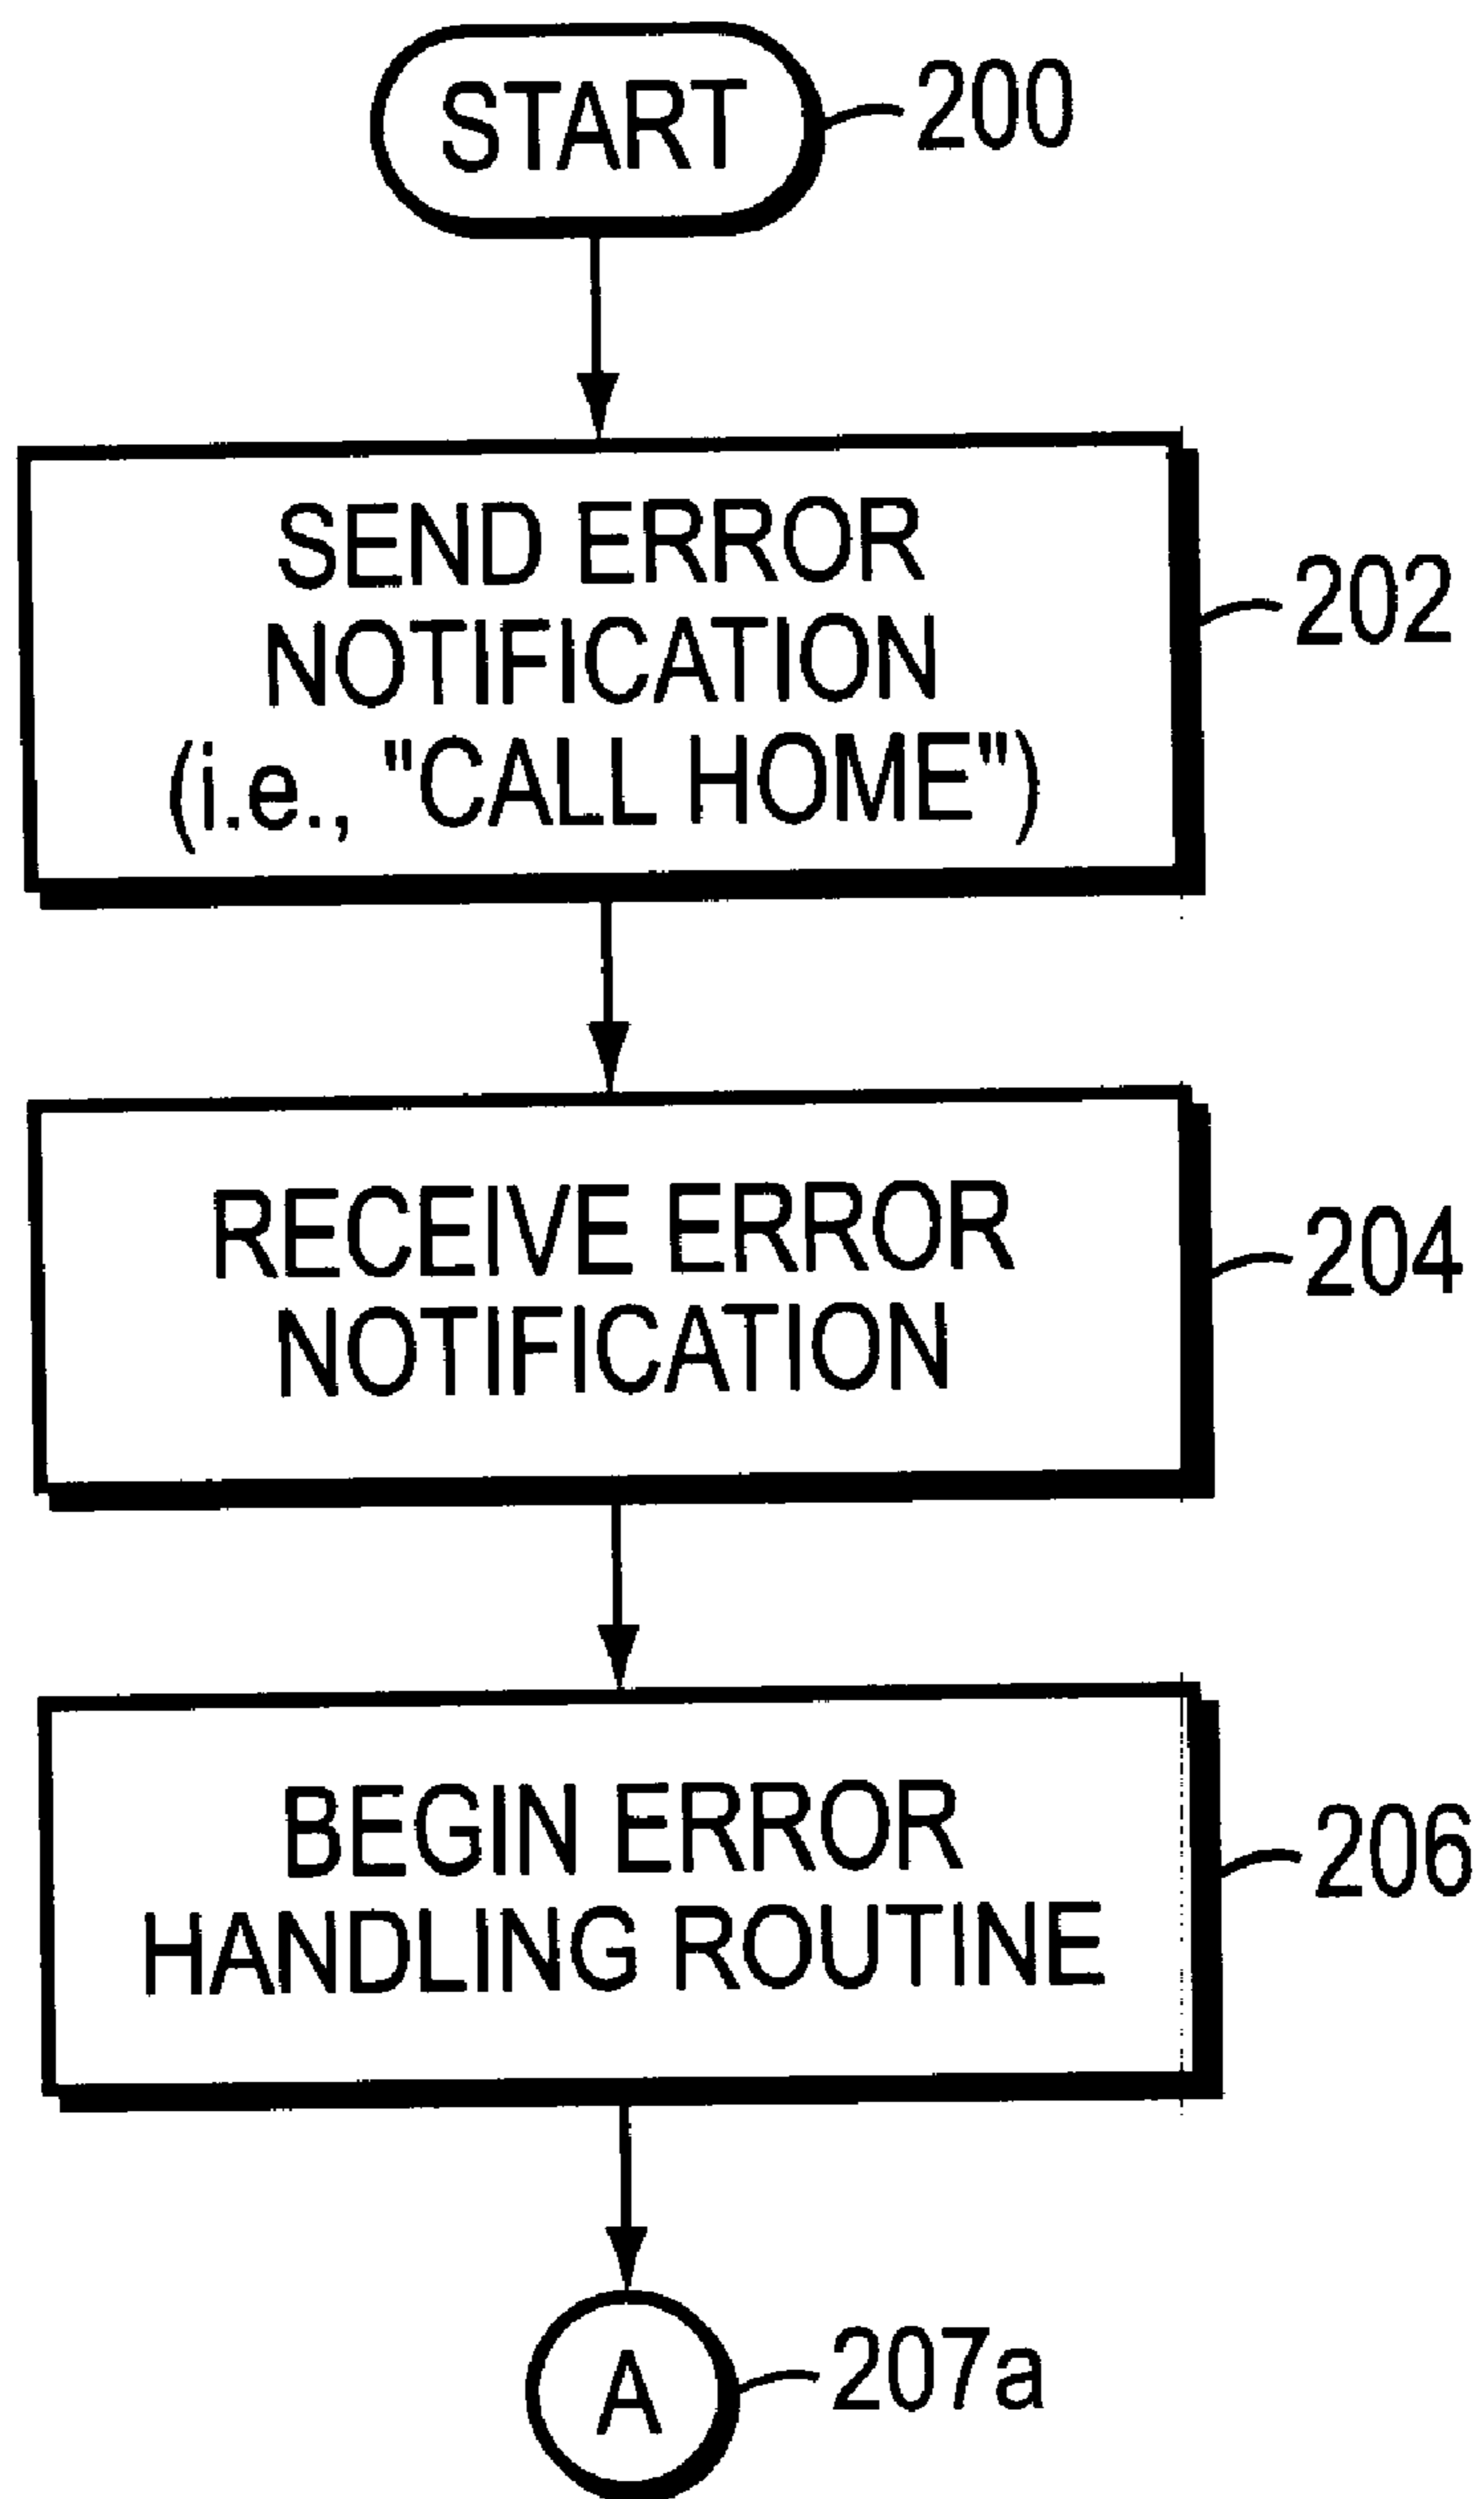 START
200
SEND ERROR
NOTIFICATION
(i.e., "CALL HOME")
202
RECEIVE ERROR
NOTIFICATION
204
BEGIN ERROR
HANDLING ROUTINE
206
A
207a